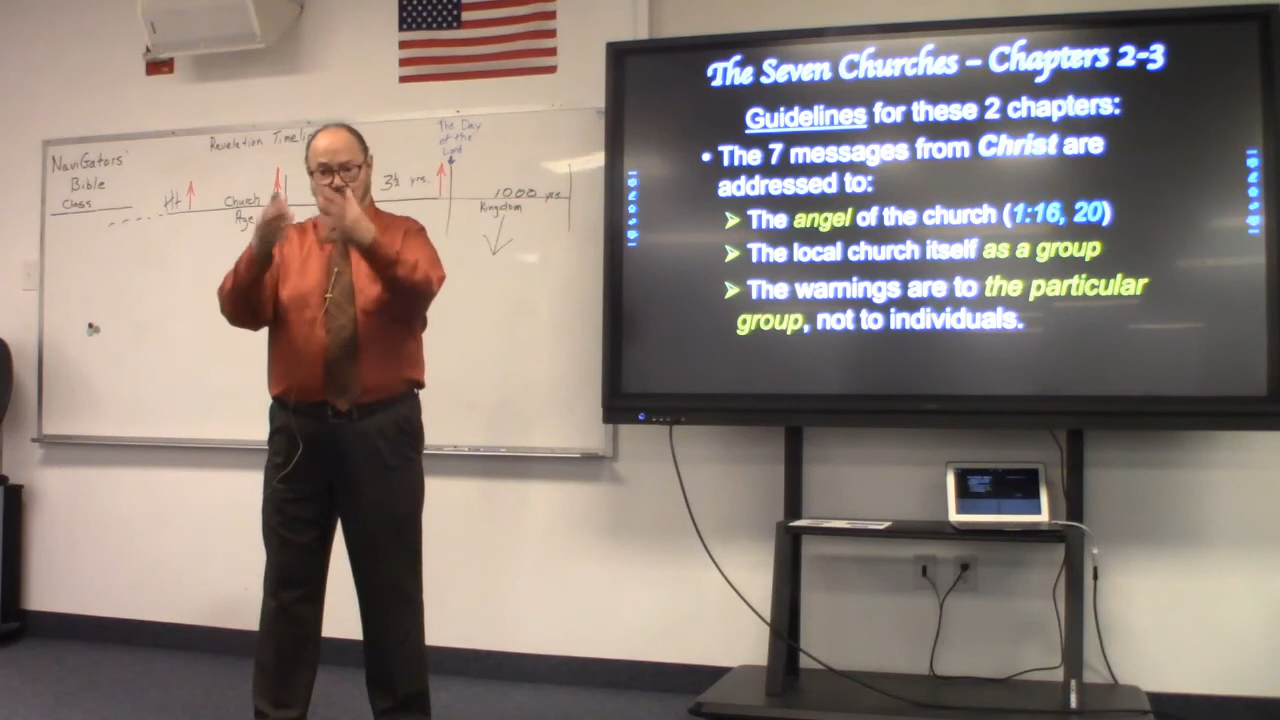 NaviGators'
Bible
Class
Revelation Timelin
Church
Age
3½ yrs.
The Day
of the
Lord
1000 yrs.
Kingdom
The Seven Churches – Chapters 2-3
Guidelines for these 2 chapters:
• The 7 messages from Christ are
addressed to:
➤ The angel of the church (1:16, 20)
➤ The local church itself as a group
➤ The warnings are to the particular
group, not to individuals.